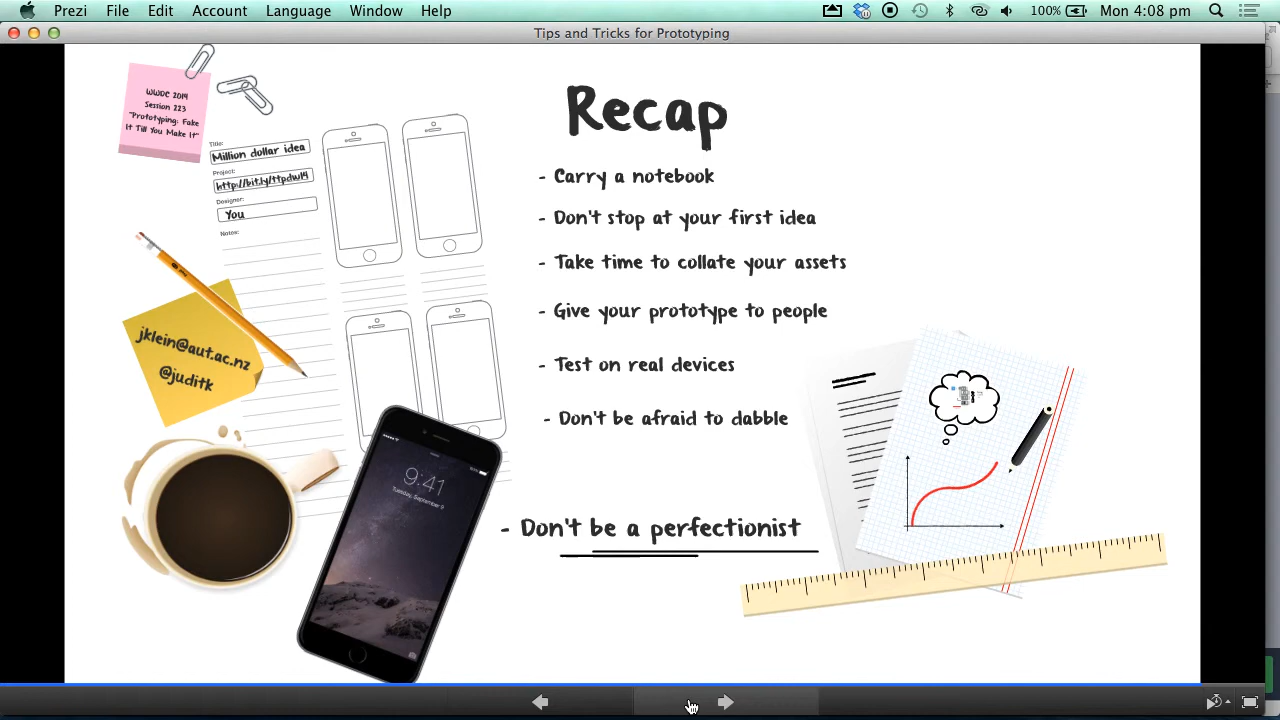 Prezi File Edit Account Language Window Help 100% Mon 4:08 pm
Tips and Tricks for Prototyping
WWDC 2014
Session 223
"Prototyping: Fake
It Till You Make It"
Title:
Million dollar idea
Project:
http://bit.ly/ttpdw14
Designer:
You
Notes:
jklein@aut.ac.nz
@juditk
9:41
Tuesday, September 9
Recap
- Carry a notebook
- Don't stop at your first idea
- Take time to collate your assets
- Give your prototype to people
- Test on real devices
- Don't be afraid to dabble
- Don't be a perfectionist